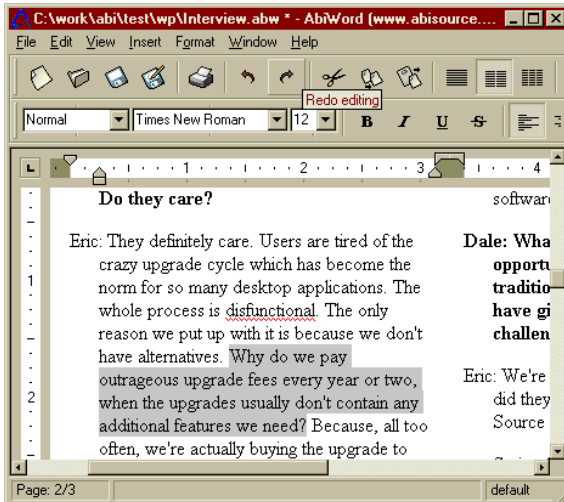 C:\work\abi\test\wp\Interview.abw * - AbiWord (www.abisource....
File Edit View Insert Format Window Help
Redo editing
Normal Times New Roman 12 B I U S
1 2 3 4
Do they care?
Eric: They definitely care. Users are tired of the
crazy upgrade cycle which has become the
norm for so many desktop applications. The
whole process is disfunctional. The only
reason we put up with it is because we don't
have alternatives. Why do we pay
outrageous upgrade fees every year or two,
when the upgrades usually don't contain any
additional features we need? Because, all too
often, we're actually buying the upgrade to
software
Dale: What
opportu
traditio
have gi
challen
Eric: We're
did they
Source
1
2
Page: 2/3 default